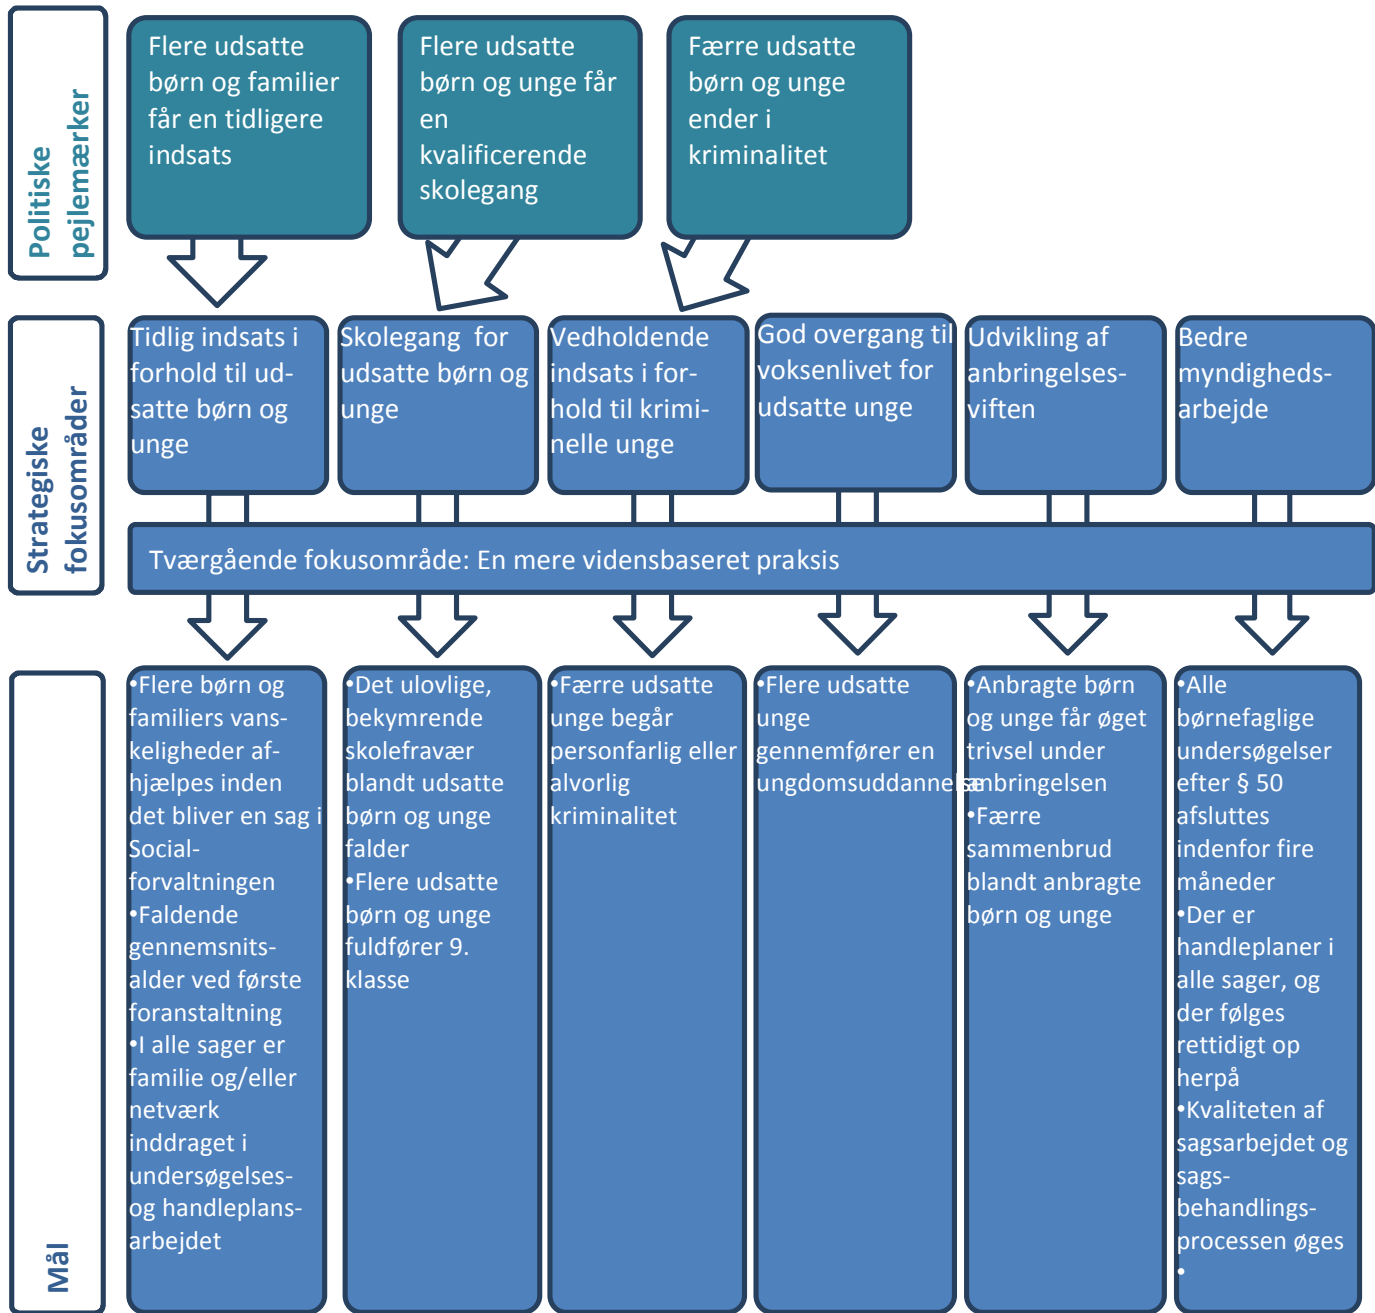 Politiske
pejlemærker
Flere udsatte
børn og familier
får en tidligere
indsats
Flere udsatte
børn og unge får
en
kvalificerende
skolegang
Færre udsatte
børn og unge
ender i
kriminalitet
Strategiske
fokusområder
Tidlig indsats i
forhold til ud-
satte børn og
unge
Skolegang for
udsatte børn og
unge
Vedholdende
indsats i for-
hold til krimi-
nelle unge
God overgang til
voksenlivet for
udsatte unge
Udvikling af
anbringelses-
viften
Bedre
myndigheds-
arbejde
Tværgående fokusområde: En mere vidensbaseret praksis
Mål
•Flere børn og
familiers vans-
keligheder af-
hjælpes inden
det bliver en sag i
Social-
forvaltningen
•Faldende
gennemsnits-
alder ved første
foranstaltning
•I alle sager er
familie og/eller
netværk
inddraget i
undersøgelses-
og handleplans-
arbejdet
•Det ulovlige,
bekymrende
skolefravær
blandt udsatte
børn og unge
falder
•Flere udsatte
børn og unge
fuldfører 9.
klasse
•Færre udsatte
unge begår
personfarlig eller
alvorlig
kriminalitet
•Flere udsatte
unge
gennemfører en
ungdomsuddannelse
•Anbragte børn
og unge får øget
trivsel under
anbringelsen
•Færre
sammenbrud
blandt anbragte
børn og unge
•Alle
børnefaglige
undersøgelser
efter § 50
afsluttes
indenfor fire
måneder
•Der er
handleplaner i
alle sager, og
der følges
rettidigt op
herpå
•Kvaliteten af
sagsarbejdet og
sags-
behandlings-
processen øges
•